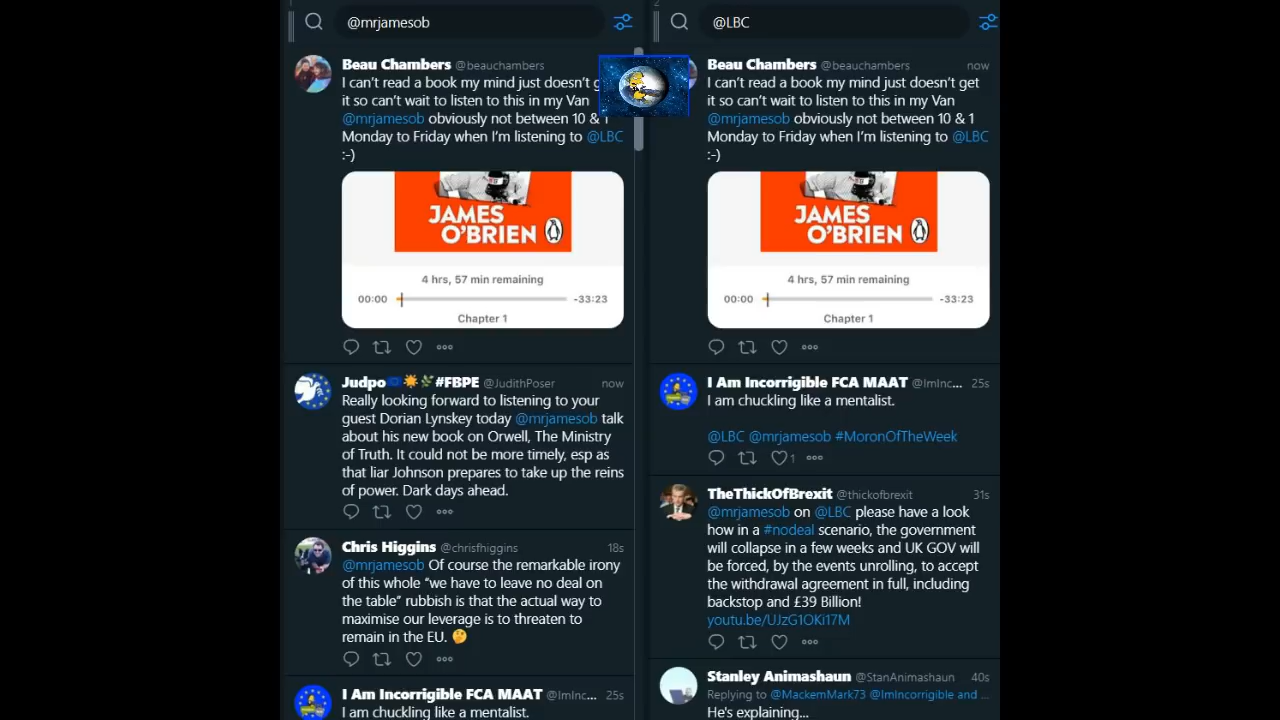 1
@mrjamesob
Beau Chambers @beauchambers
I can't read a book my mind just doesn't g
it so can't wait to listen to this in my Van
@mrjamesob obviously not between 10 & 1
Monday to Friday when I'm listening to @LBC
:-)
JAMES
O'BRIEN
4 hrs, 57 min remaining
00:00 -33:23
Chapter 1
Judpo #FBPE @JudithPoser now
Really looking forward to listening to your
guest Dorian Lynskey today @mrjamesob talk
about his new book on Orwell, The Ministry
of Truth. It could not be more timely, esp as
that liar Johnson prepares to take up the reins
of power. Dark days ahead.
Chris Higgins @chrisfhiggins 18s
@mrjamesob Of course the remarkable irony
of this whole “we have to leave no deal on
the table” rubbish is that the actual way to
maximise our leverage is to threaten to
remain in the EU. 🤔
I Am Incorrigible FCA MAAT @ImInc... 25s
I am chuckling like a mentalist.
2
@LBC
Beau Chambers @beauchambers now
I can't read a book my mind just doesn't get
it so can't wait to listen to this in my Van
@mrjamesob obviously not between 10 & 1
Monday to Friday when I'm listening to @LBC
:-)
JAMES
O'BRIEN
4 hrs, 57 min remaining
00:00 -33:23
Chapter 1
I Am Incorrigible FCA MAAT @ImInc... 25s
I am chuckling like a mentalist.
@LBC @mrjamesob #MoronOfTheWeek
1
TheThickOfBrexit @thickofbrexit 31s
@mrjamesob on @LBC please have a look
how in a #nodeal scenario, the government
will collapse in a few weeks and UK GOV will
be forced, by the events unrolling, to accept
the withdrawal agreement in full, including
backstop and £39 Billion!
youtu.be/UJzG1OKi17M
Stanley Animashaun @StanAnimashaun 40s
Replying to @MackemMark73 @ImIncorrigible and ...
He's explaining...